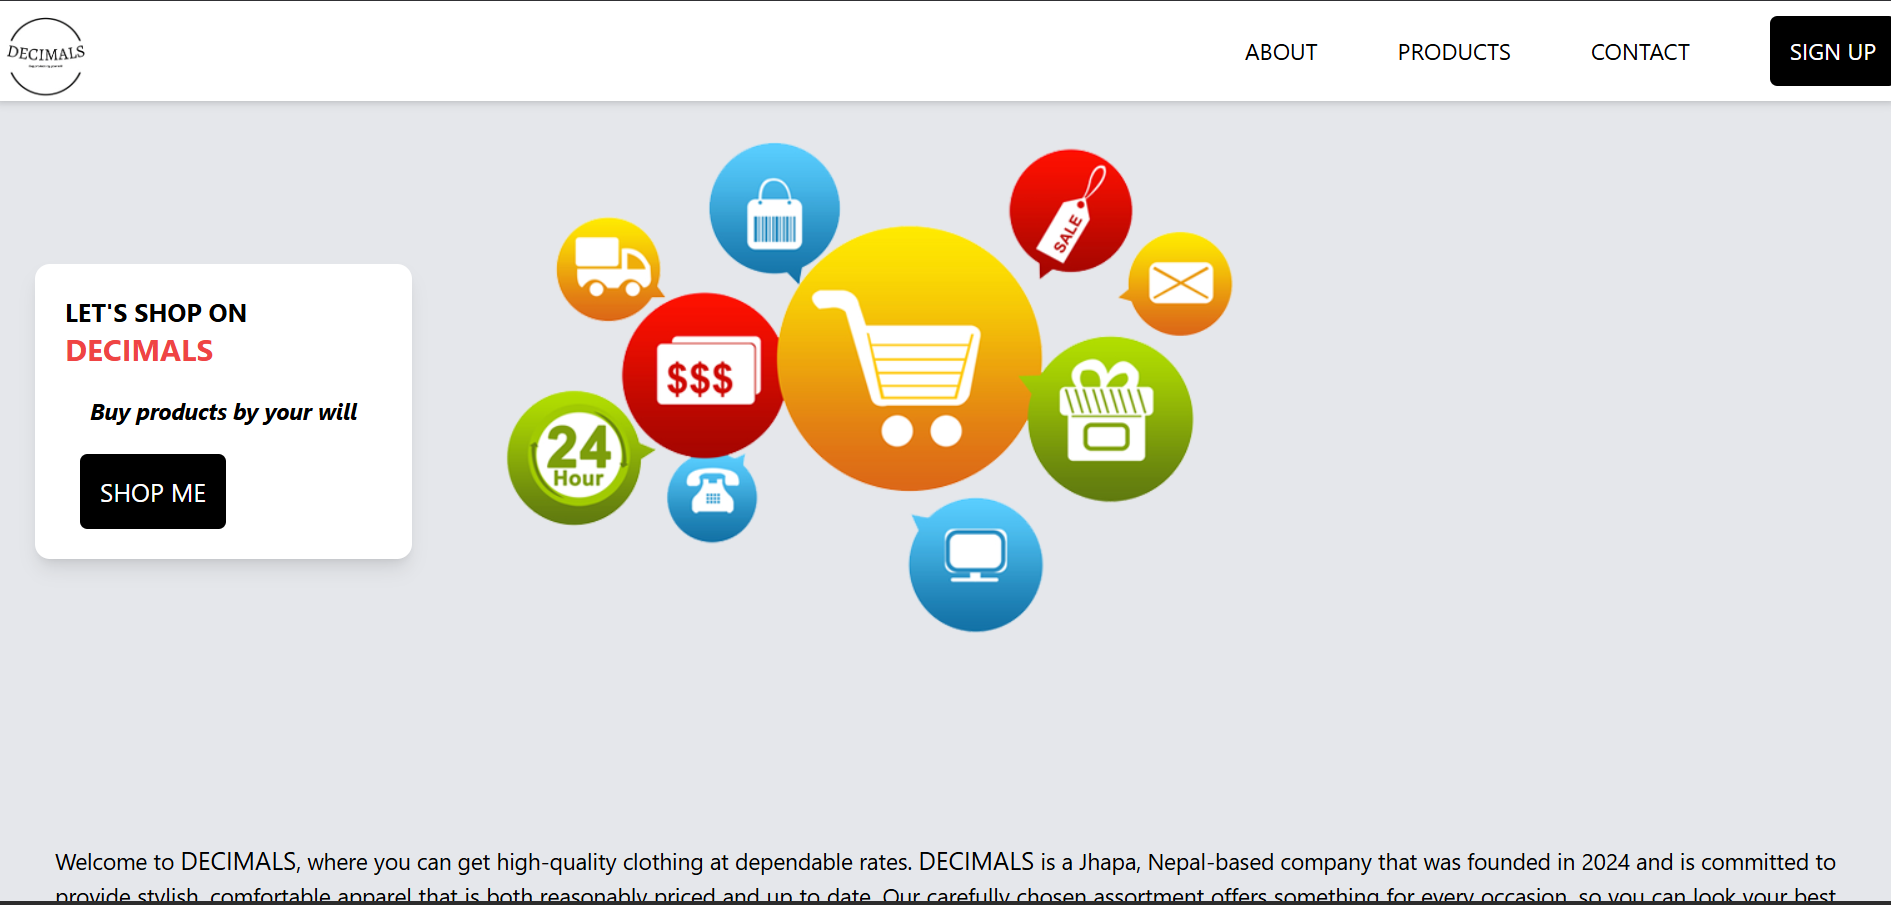 DECIMALS
ABOUT
PRODUCTS
CONTACT
SIGN UP
SALE
$$$
24
Hour
LET'S SHOP ON
DECIMALS
Buy products by your will
SHOP ME
Welcome to DECIMALS, where you can get high-quality clothing at dependable rates. DECIMALS is a Jhapa, Nepal-based company that was founded in 2024 and is committed to
provide stylish, comfortable apparel that is both reasonably priced and up to date. Our carefully chosen assortment offers something for every occasion, so you can look your best